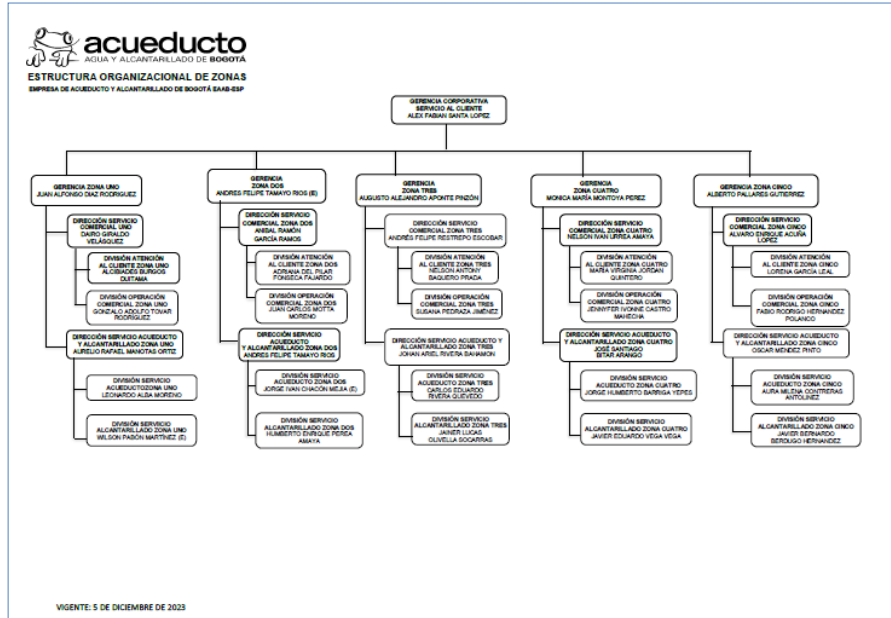 acueducto
AGUA Y ALCANTARILLADO DE BOGOTÁ
ESTRUCTURA ORGANIZACIONAL DE ZONAS
EMPRESA DE ACUEDUCTO Y ALCANTARILLADO DE BOGOTÁ EAAB-ESP
GERENCIA CORPORATIVA
SERVICIO AL CLIENTE
ALEX FABIAN SANTA LOPEZ
GERENCIA ZONA UNO
JUAN ALFONSO DIAZ RODRIGUEZ
DIRECCIÓN SERVICIO
COMERCIAL UNO
DAIRO GIRALDO
VELÁSQUEZ
DIVISIÓN ATENCIÓN
AL CLIENTE ZONA UNO
ALCIBIADES BURGOS
DUITAMA
DIVISIÓN OPERACIÓN
COMERCIAL ZONA UNO
GONZALO ADOLFO TOVAR
RODRÍGUEZ
DIRECCIÓN SERVICIO ACUEDUCTO
Y ALCANTARILLADO ZONA UNO
AURELIO RAFAEL MANOTAS ORTIZ
DIVISIÓN SERVICIO
ACUEDUCTOZONA UNO
LEONARDO ALBA MORENO
DIVISIÓN SERVICIO
ALCANTARILLADO ZONA UNO
WILSON PABÓN MARTÍNEZ (E)
GERENCIA
ZONA DOS
ANDRES FELIPE TAMAYO RIOS (E)
DIRECCIÓN SERVICIO
COMERCIAL ZONA DOS
ANIBAL RAMÓN
GARCÍA RAMOS
DIVISIÓN ATENCIÓN
AL CLIENTE ZONA DOS
ADRIANA DEL PILAR
FONSECA FAJARDO
DIVISIÓN OPERACIÓN
COMERCIAL ZONA DOS
JUAN CARLOS MOTTA
MORENO
DIRECCIÓN SERVICIO
ACUEDUCTO
Y ALCANTARILLADO ZONA DOS
ANDRES FELIPE TAMAYO RIOS
DIVISIÓN SERVICIO
ACUEDUCTO ZONA DOS
JORGE IVAN CHACÓN MEJIA (E)
DIVISIÓN SERVICIO
ALCANTARILLADO ZONA DOS
HUMBERTO ENRIQUE PEREA
AMAYA
GERENCIA
ZONA TRES
AUGUSTO ALEJANDRO APONTE PINZÓN
DIRECCIÓN SERVICIO
COMERCIAL ZONA TRES
ANDRÉS FELIPE RESTREPO ESCOBAR
DIVISIÓN ATENCIÓN
AL CLIENTE ZONA TRES
NELSON ANTONY
BAQUERO PRADA
DIVISIÓN OPERACIÓN
COMERCIAL ZONA TRES
SUSANA PEDRAZA JIMÉNEZ
DIRECCIÓN SERVICIO ACUEDUCTO Y
ALCANTARILLADO ZONA TRES
JOHAN ARIEL RIVERA BAHAMON
DIVISIÓN SERVICIO
ACUEDUCTO ZONA TRES
CARLOS EDUARDO
RIVERA QUEVEDO
DIVISIÓN SERVICIO
ALCANTARILLADO ZONA TRES
JAINER LUCAS
OLIVELLA SOCARRAS
GERENCIA
ZONA CUATRO
MONICA MARÍA MONTOYA PEREZ
DIRECCIÓN SERVICIO
COMERCIAL ZONA CUATRO
NELSON IVAN URREA AMAYA
DIVISIÓN ATENCIÓN
AL CLIENTE ZONA CUATRO
MARIA VIRGINIA JORDAN
QUINTERO
DIVISIÓN OPERACIÓN
COMERCIAL ZONA CUATRO
JENNYFER IVONNE CASTRO
MAHECHA
DIRECCIÓN SERVICIO ACUEDUCTO
Y ALCANTARILLADO ZONA CUATRO
JOSÉ SANTIAGO
BITAR ARANGO
DIVISIÓN SERVICIO
ACUEDUCTO ZONA CUATRO
JORGE HUMBERTO BARRIGA YEPES
DIVISIÓN SERVICIO
ALCANTARILLADO ZONA CUATRO
JAVIER EDUARDO VEGA VEGA
GERENCIA ZONA CINCO
ALBERTO PALLARES GUTIERREZ
DIRECCIÓN SERVICIO
COMERCIAL ZONA CINCO
ALVARO ENRIQUE ACUÑA
LOPÉZ
DIVISIÓN ATENCIÓN
AL CLIENTE ZONA CINCO
LORENA GARCÍA LEAL
DIVISIÓN OPERACIÓN
COMERCIAL ZONA CINCO
FABIO RODRIGO HERNANDEZ
POLANCO
DIRECCIÓN SERVICIO ACUEDUCTO
Y ALCANTARILLADO ZONA CINCO
OSCAR MENDEZ PINTO
DIVISIÓN SERVICIO
ACUEDUCTO ZONA CINCO
AURA MILENA CONTRERAS
ANTOLINEZ
DIVISIÓN SERVICIO
ALCANTARILLADO ZONA CINCO
JAVIER BERNARDO
BERDUGO HERNANDEZ
VIGENTE: 5 DE DICIEMBRE DE 2023